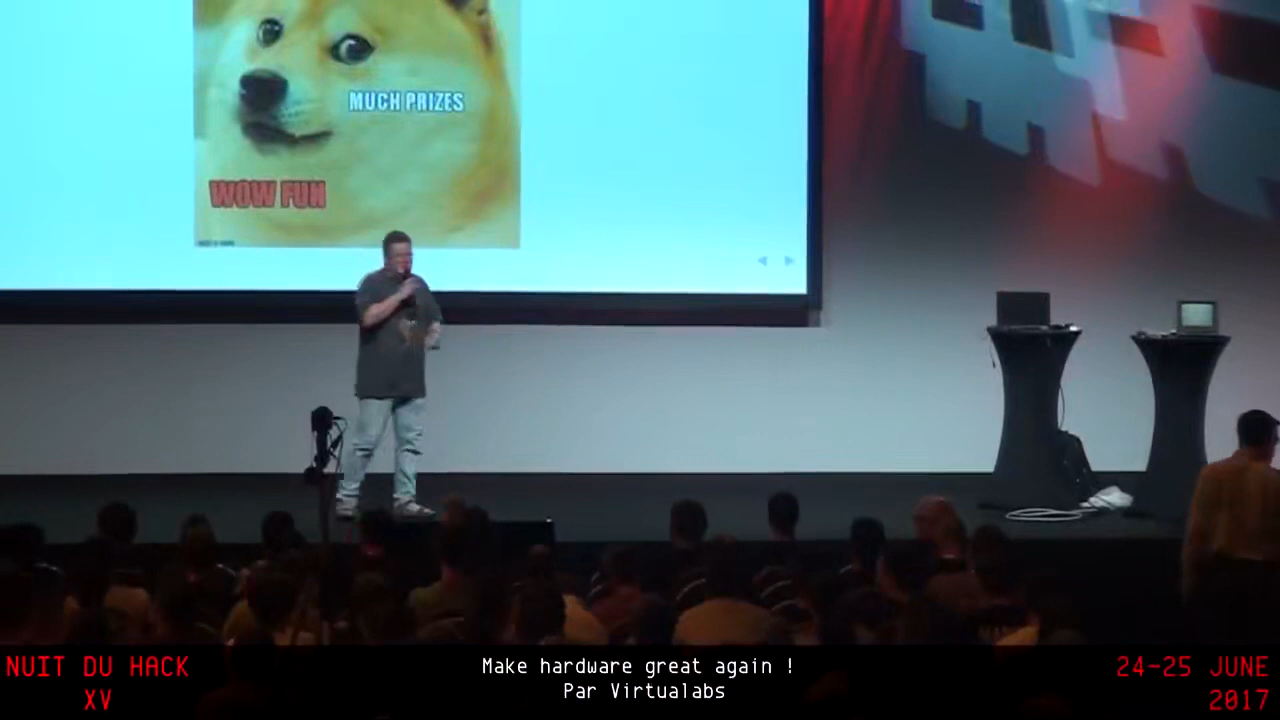 MUCH PRIZES
WOW FUN
NUIT DU HACK
XV
Make hardware great again !
Par Virtualabs
24-25 JUNE
2017